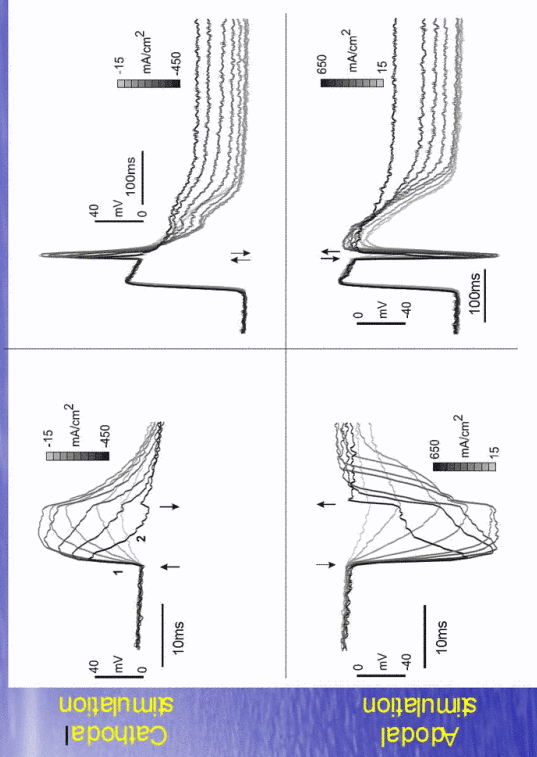 Cathodal
stimulation
40
mV
0
10ms
1
2
-15
mA/cm2
-450
40
mV
0
100ms
-15
mA/cm2
-450
Adodal
stimulation
0
mV
-40
10ms
650
mA/cm2
15
0
mV
-40
100ms
650
mA/cm2
15